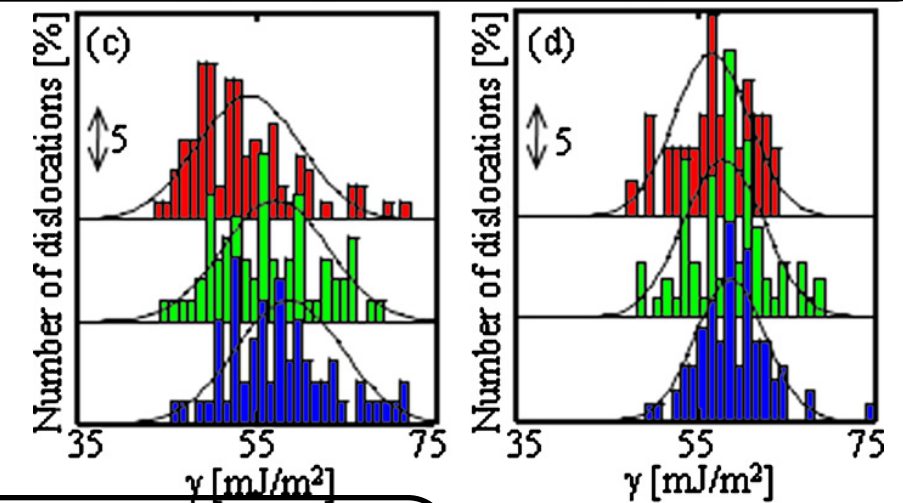 (c)
(d)
Number of dislocations [%]
Number of dislocations [%]
5
5
35 55 75
35 55 75
γ [mJ/m²]
γ [mJ/m²]